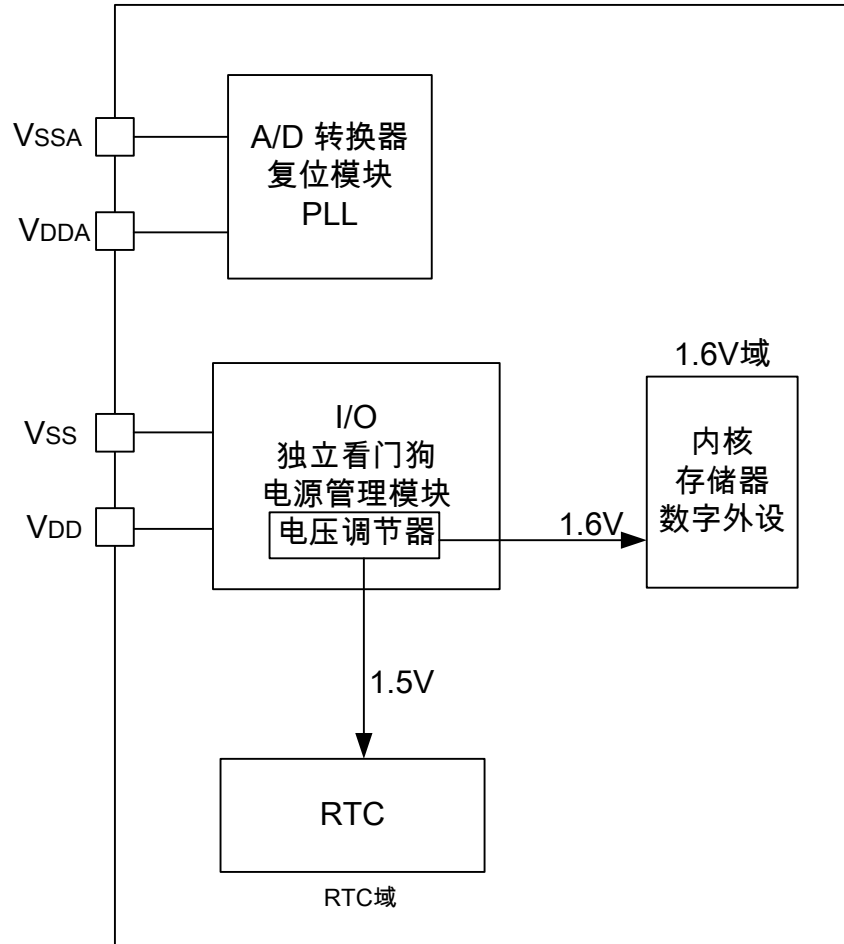 VSSA
A/D 转换器
复位模块
PLL
VDDA
1.6V域
VSS
I/O
独立看门狗
电源管理模块
电压调节器
VDD
1.6V
内核
存储器
数字外设
1.5V
RTC
RTC域